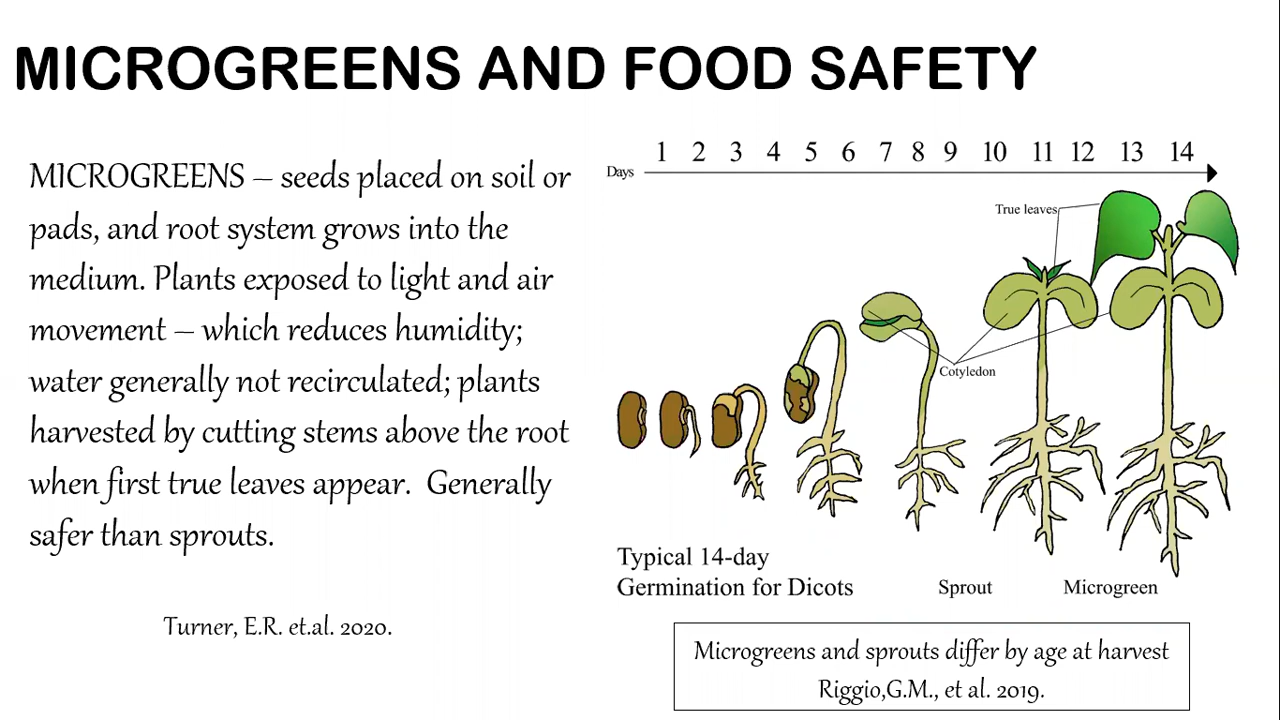 MICROGREENS AND FOOD SAFETY
MICROGREENS – seeds placed on soil or
pads, and root system grows into the
medium. Plants exposed to light and air
movement – which reduces humidity;
water generally not recirculated; plants
harvested by cutting stems above the root
when first true leaves appear.  Generally
safer than sprouts.
Turner, E.R. et.al. 2020.
Days 1 2 3 4 5 6 7 8 9 10 11 12 13 14
True leaves
Cotyledon
Typical 14-day
Germination for Dicots
Sprout
Microgreen
Microgreens and sprouts differ by age at harvest
Riggio,G.M., et al. 2019.